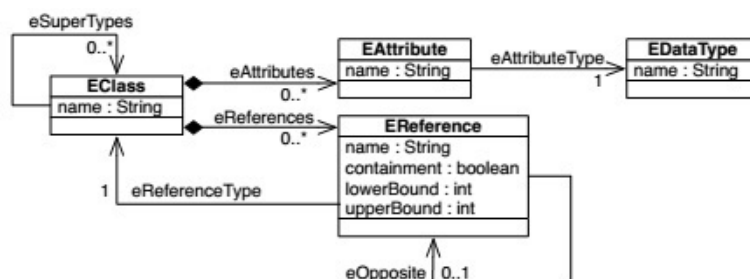 eSuperTypes
0..*
EClass
name : String
eAttributes
0..*
EAttribute
name : String
eAttributeType
1
EDataType
name : String
eReferences
0..*
EReference
name : String
containment : boolean
lowerBound : int
upperBound : int
1 eReferenceType
eOpposite 0..1